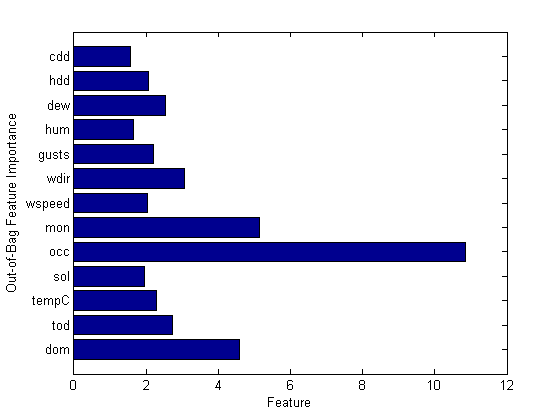 cdd
hdd
dew
hum
gusts
wdir
wspeed
mon
occ
sol
tempC
tod
dom
0 2 4 6 8 10 12
Feature
Out-of-Bag Feature Importance